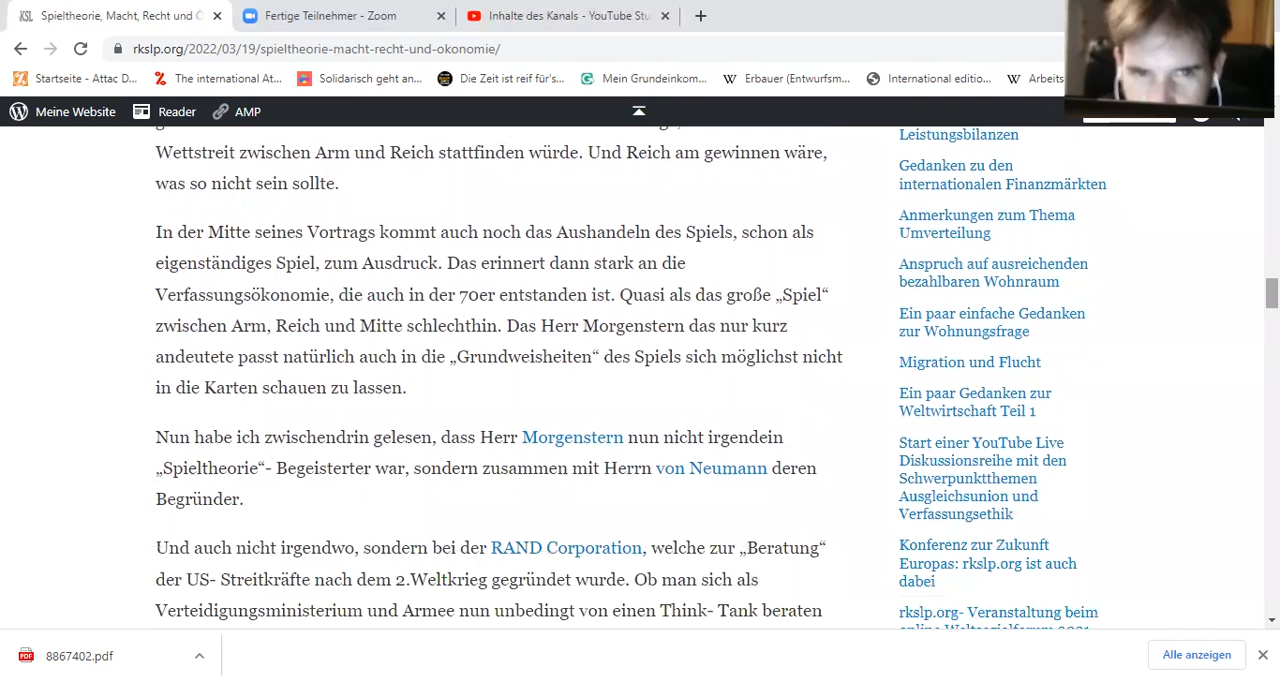 Spieltheorie, Macht, Recht und Ö
Fertige Teilnehmer - Zoom
Inhalte des Kanals - YouTube Stu
rkslp.org/2022/03/19/spieltheorie-macht-recht-und-okonomie/
Startseite - Attac D...
The international At...
Solidarisch geht an...
Die Zeit ist reif für's...
Mein Grundeinkom...
Erbauer (Entwurfsm...
International editio...
Arbeits
Meine Website
Reader
AMP
Wettstreit zwischen Arm und Reich stattfinden würde. Und Reich am gewinnen wäre,
was so nicht sein sollte.
In der Mitte seines Vortrags kommt auch noch das Aushandeln des Spiels, schon als
eigenständiges Spiel, zum Ausdruck. Das erinnert dann stark an die
Verfassungsökonomie, die auch in der 70er entstanden ist. Quasi als das große „Spiel“
zwischen Arm, Reich und Mitte schlechthin. Das Herr Morgenstern das nur kurz
andeutete passt natürlich auch in die „Grundweisheiten“ des Spiels sich möglichst nicht
in die Karten schauen zu lassen.
Nun habe ich zwischendrin gelesen, dass Herr Morgenstern nun nicht irgendein
„Spieltheorie“- Begeisterter war, sondern zusammen mit Herrn von Neumann deren
Begründer.
Und auch nicht irgendwo, sondern bei der RAND Corporation, welche zur „Beratung“
der US- Streitkräfte nach dem 2.Weltkrieg gegründet wurde. Ob man sich als
Verteidigungsministerium und Armee nun unbedingt von einen Think- Tank beraten
Leistungsbilanzen
Gedanken zu den
internationalen Finanzmärkten
Anmerkungen zum Thema
Umverteilung
Anspruch auf ausreichenden
bezahlbaren Wohnraum
Ein paar einfache Gedanken
zur Wohnungsfrage
Migration und Flucht
Ein paar Gedanken zur
Weltwirtschaft Teil 1
Start einer YouTube Live
Diskussionsreihe mit den
Schwerpunktthemen
Ausgleichsunion und
Verfassungsethik
Konferenz zur Zukunft
Europas: rkslp.org ist auch
dabei
rkslp.org- Veranstaltung beim
8867402.pdf
Alle anzeigen